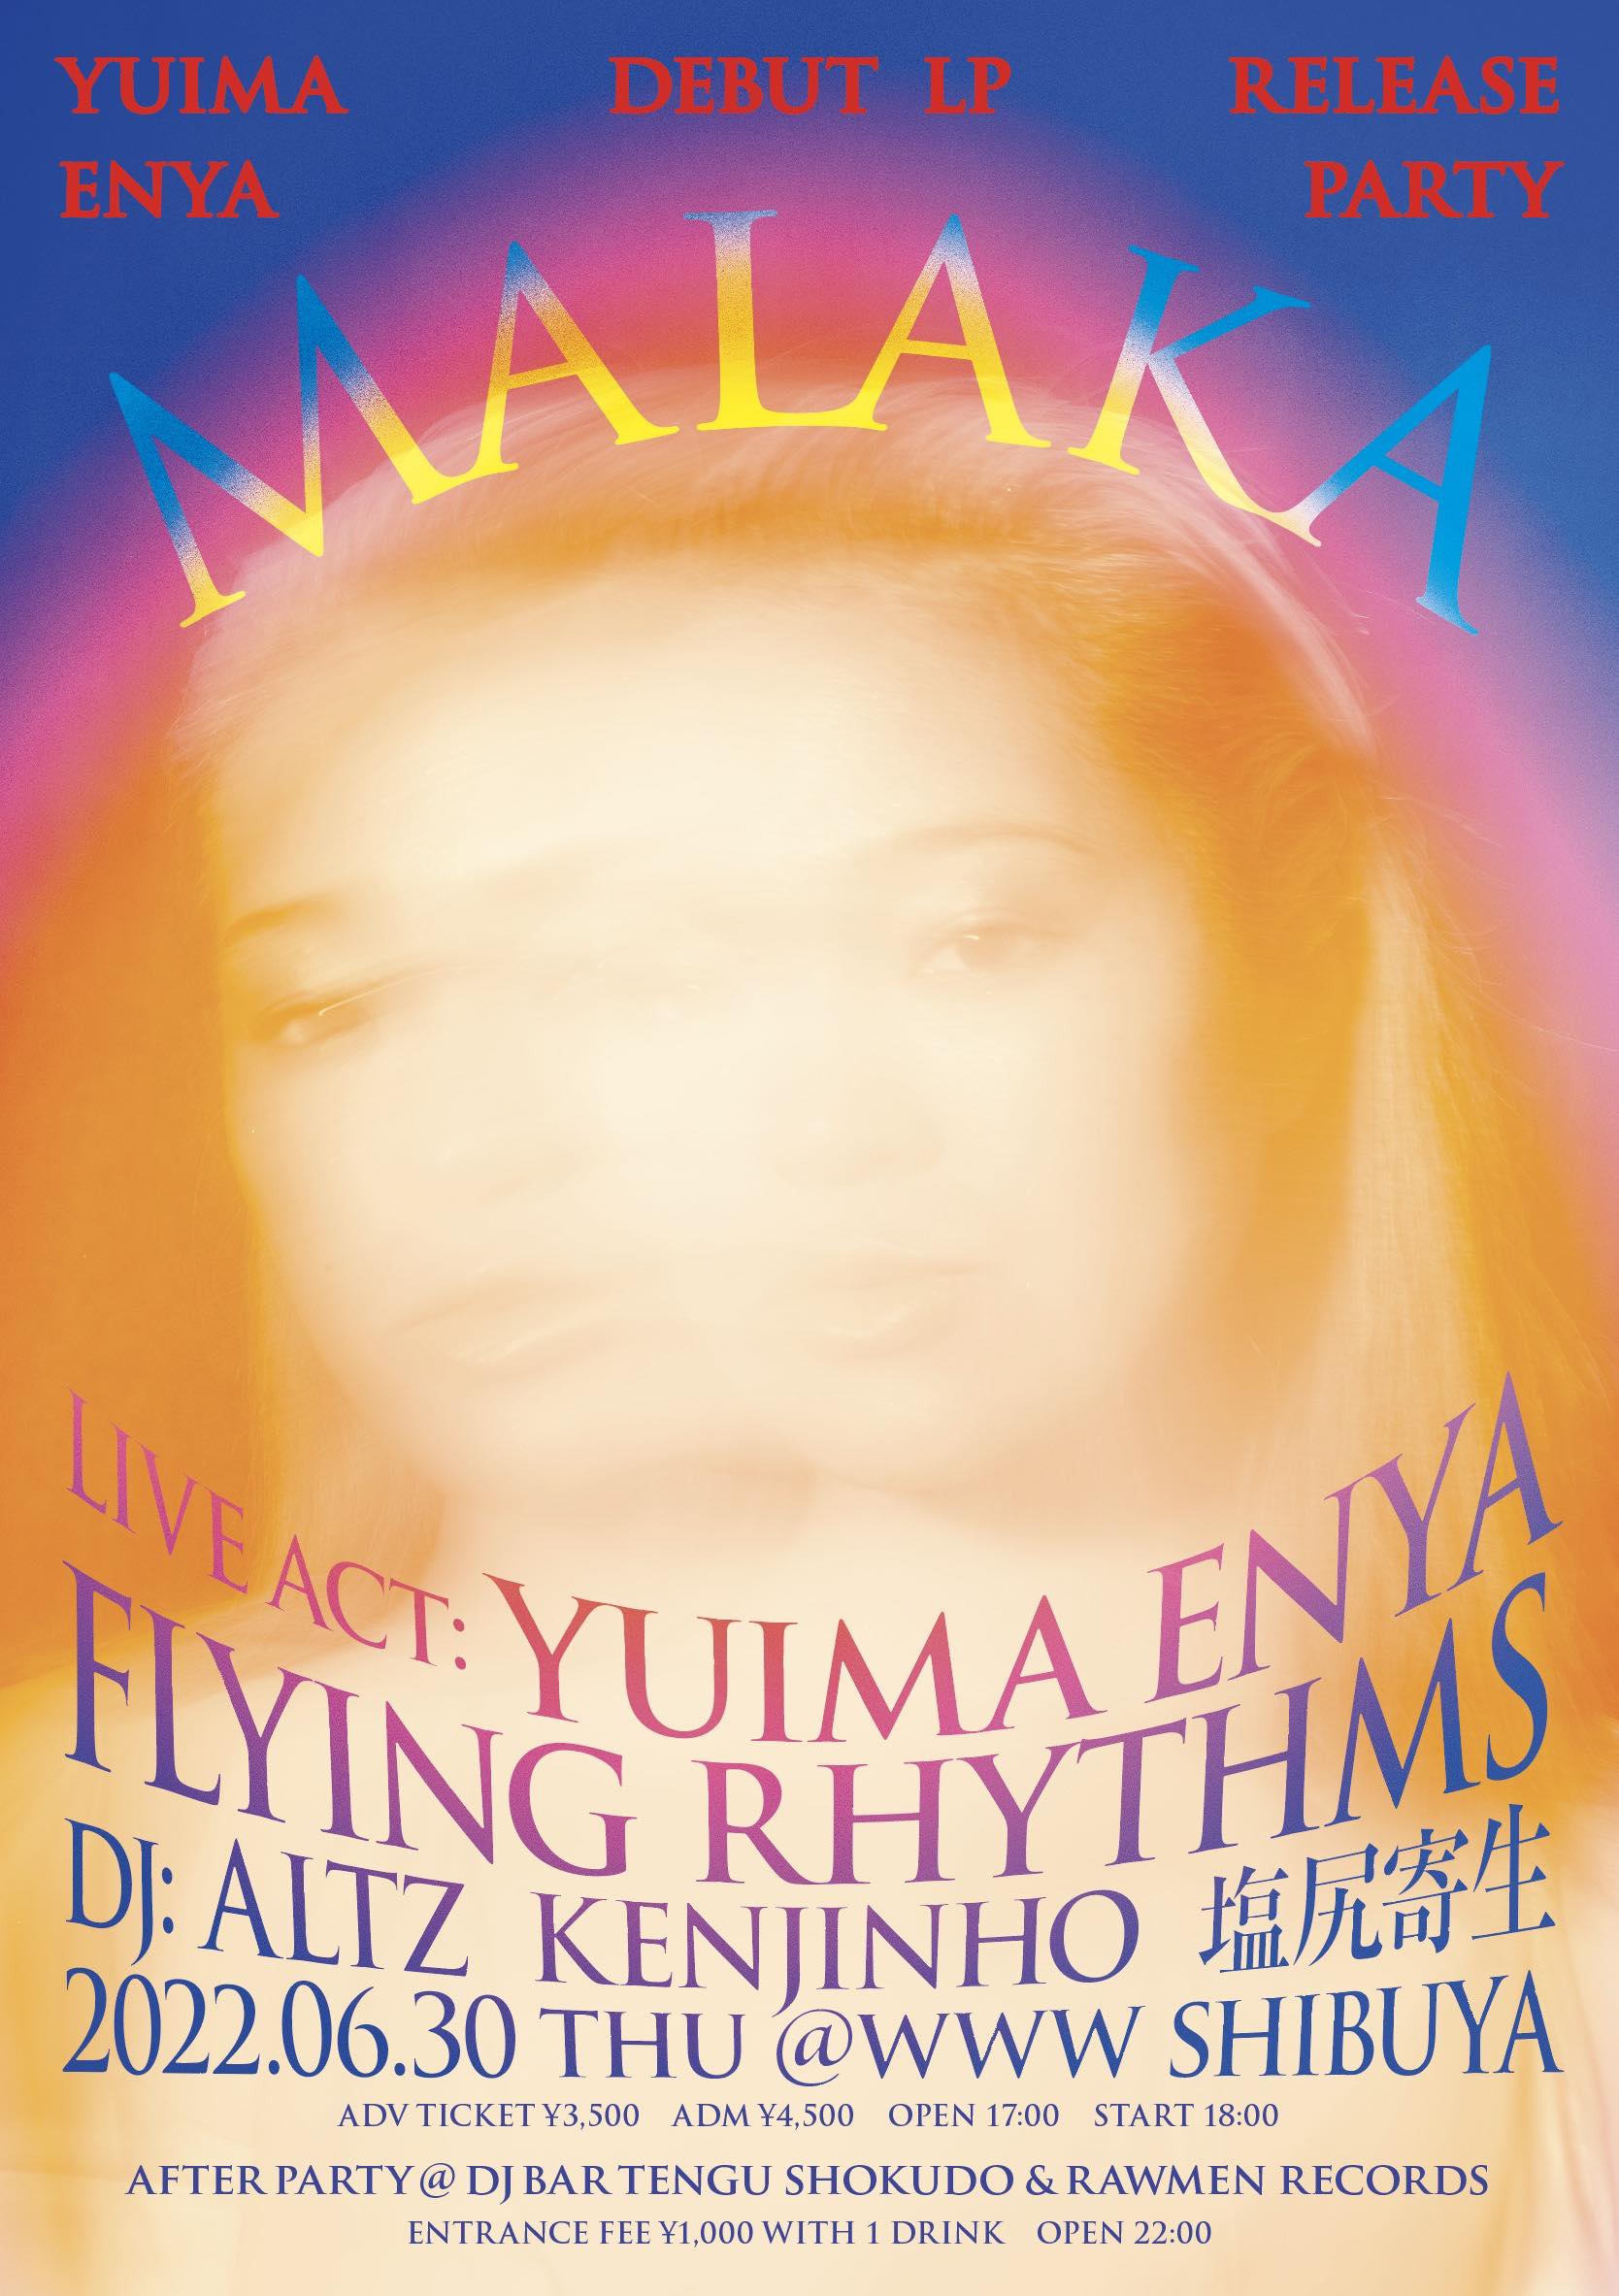 YUIMA DEBUT LP RELEASE
ENYA PARTY
MALAKA
LIVE ACT: YUIMA ENYA
FLYING RHYTHMS
DJ: ALTZ KENJINHO 塩尻寄生
2022.06.30 THU @WWW SHIBUYA
ADV TICKET ¥3,500 ADM ¥4,500 OPEN 17:00 START 18:00
AFTER PARTY @ DJ BAR TENGU SHOKUDO & RAWMEN RECORDS
ENTRANCE FEE ¥1,000 WITH 1 DRINK OPEN 22:00